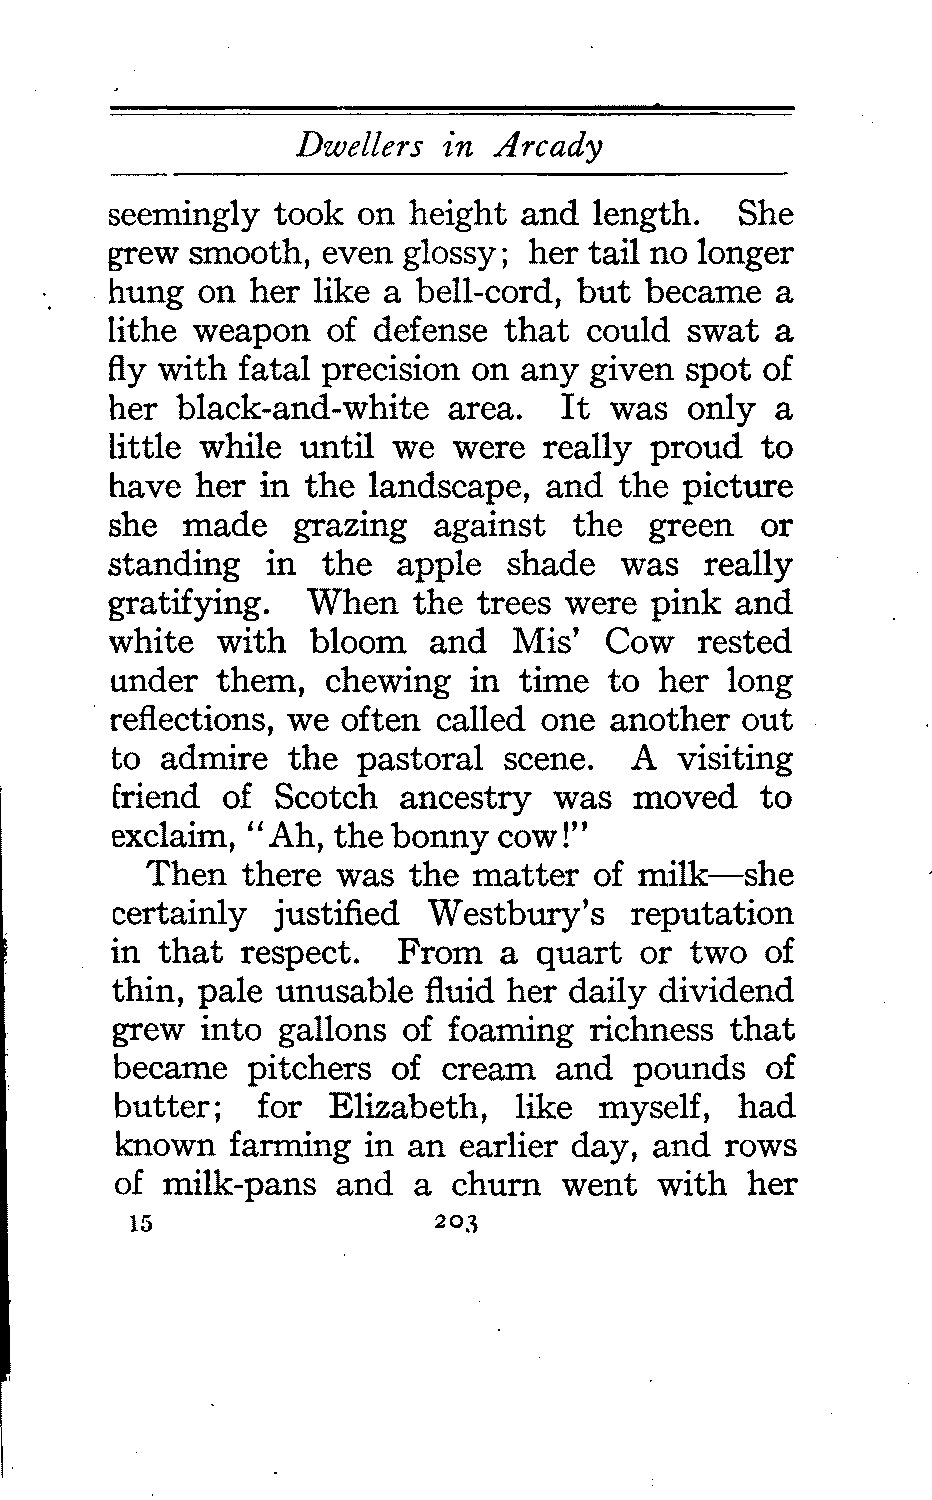 Dwellers in Arcady
seemingly took on height and length. She
grew smooth, even glossy; her tail no longer
hung on her like a bell-cord, but became a
lithe weapon of defense that could swat a
fly with fatal precision on any given spot of
her black-and-white area. It was only a
little while until we were really proud to
have her in the landscape, and the picture
she made grazing against the green or
standing in the apple shade was really
gratifying. When the trees were pink and
white with bloom and Mis' Cow rested
under them, chewing in time to her long
reflections, we often called one another out
to admire the pastoral scene. A visiting
friend of Scotch ancestry was moved to
exclaim, "Ah, the bonny cow!"
Then there was the matter of milk—she
certainly justified Westbury's reputation
in that respect. From a quart or two of
thin, pale unusable fluid her daily dividend
grew into gallons of foaming richness that
became pitchers of cream and pounds of
butter; for Elizabeth, like myself, had
known farming in an earlier day, and rows
of milk-pans and a churn went with her
15 203